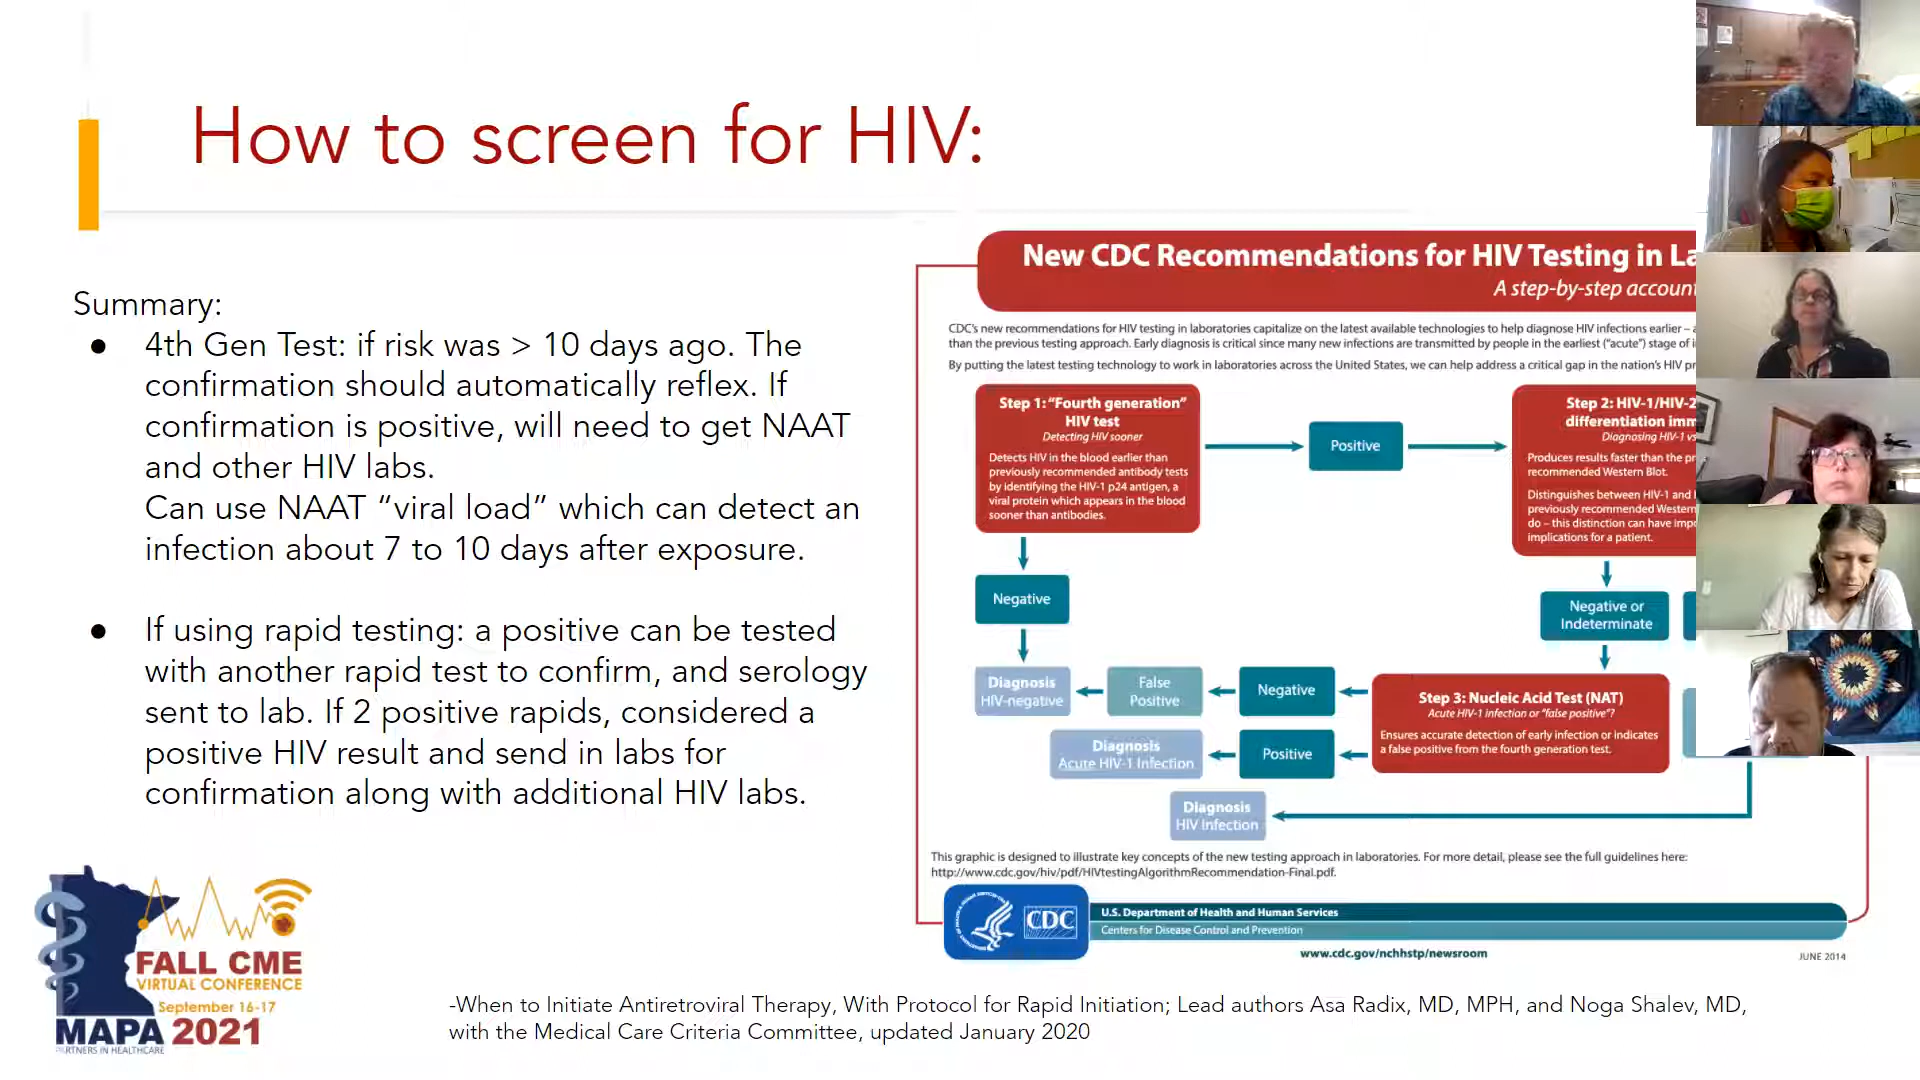 How to screen for HIV:
Summary:
● 4th Gen Test: if risk was > 10 days ago. The
confirmation should automatically reflex. If
confirmation is positive, will need to get NAAT
and other HIV labs.
Can use NAAT “viral load” which can detect an
infection about 7 to 10 days after exposure.
● If using rapid testing: a positive can be tested
with another rapid test to confirm, and serology
sent to lab. If 2 positive rapids, considered a
positive HIV result and send in labs for
confirmation along with additional HIV labs.
New CDC Recommendations for HIV Testing in
A step-by-step account
CDC’s new recommendations for HIV testing in laboratories capitalize on the latest available technologies to help diagnose HIV infections earlier –
than the previous testing approach. Early diagnosis is critical since many new infections are transmitted by people in the earliest (“acute”) stage of
By putting the latest testing technology to work in laboratories across the United States, we can help address a critical gap in the nation’s HIV
Step 1: “Fourth generation”
HIV test
Detecting HIV sooner
Detects HIV in the blood earlier than
previously recommended antibody tests
by identifying the HIV-1 p24 antigen, a
viral protein which appears in the blood
sooner than antibodies.
Positive
Step 2: HIV-1/HIV-2
differentiation
Diagnosing HIV-1
Produces results faster than the
recommended Western Blot.
Distinguishes between HIV-1 and
previously recommended Western
do – this distinction can have
implications for a patient.
Negative
Negative or
Indeterminate
Diagnosis
HIV-negative
False
Positive
Negative
Step 3: Nucleic Acid Test (NAT)
Acute HIV-1 infection or “false positive”?
Ensures accurate detection of early infection or indicates
a false positive from the fourth generation test.
Diagnosis
Acute HIV-1 Infection
Positive
Diagnosis
HIV Infection
This graphic is designed to illustrate key concepts of the new testing approach in laboratories. For more detail, please see the full guidelines here:
http://www.cdc.gov/hiv/pdf/HIVtestingAlgorithmRecommendation-Final.pdf.
CDC
U.S. Department of Health and Human Services
Centers for Disease Control and Prevention
www.cdc.gov/nchhstp/newsroom
JUNE 2014
FALL CME
VIRTUAL CONFERENCE
September 16-17
MAPA 2021
PARTNERS IN HEALTHCARE
-When to Initiate Antiretroviral Therapy, With Protocol for Rapid Initiation; Lead authors Asa Radix, MD, MPH, and Noga Shalev, MD,
with the Medical Care Criteria Committee, updated January 2020